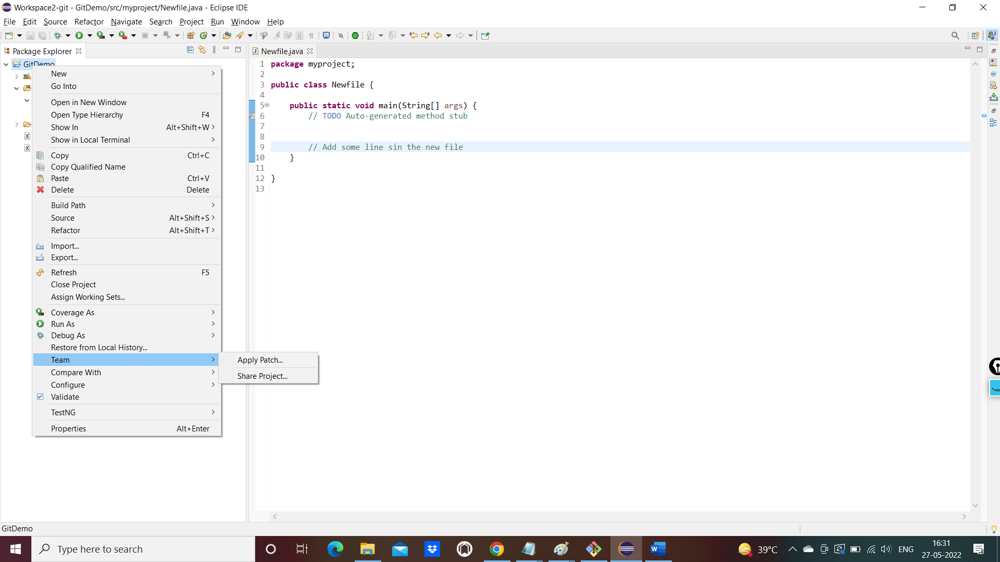 Workspace2-git - GitDemo/src/myproject/Newfile.java - Eclipse IDE
File Edit Source Refactor Navigate Search Project Run Window Help
Package Explorer
GitDemo
New
Go Into
Open in New Window
Open Type Hierarchy F4
Show In Alt+Shift+W
Show in Local Terminal
Copy Ctrl+C
Copy Qualified Name
Paste Ctrl+V
Delete Delete
Build Path
Source Alt+Shift+S
Refactor Alt+Shift+T
Import...
Export...
Refresh F5
Close Project
Assign Working Sets...
Coverage As
Run As
Debug As
Restore from Local History...
Team
Compare With
Configure
Validate
TestNG
Properties Alt+Enter
Apply Patch...
Share Project...
Newfile.java
1 package myproject;
2
3 public class Newfile {
4
5 public static void main(String[] args) {
6 // TODO Auto-generated method stub
7
8
9 // Add some line sin the new file
10 }
11
12 }
13
GitDemo
Type here to search
39°C
ENG
16:31
27-05-2022